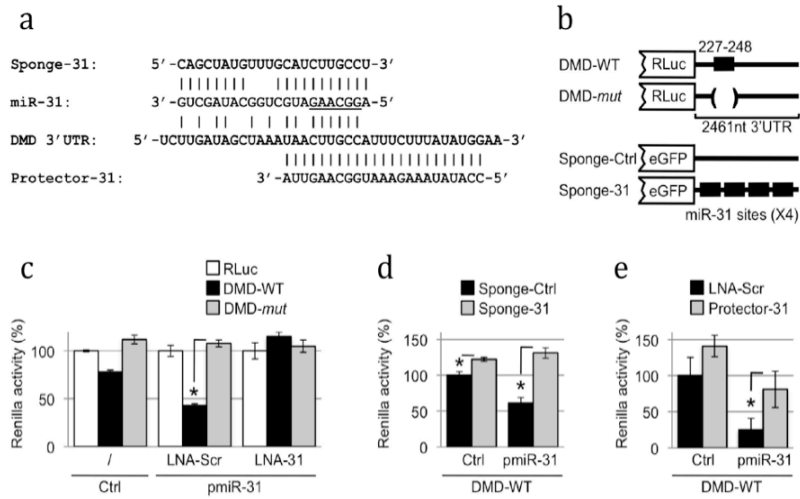 a
Sponge-31: 5′-CAGCUAUGUUUGCAUCUUGCCU-3′
miR-31: 3′-GUCGAUACGGUCGUAGAACGGA-5′
DMD 3′UTR: 5′-UCUUGAUAGCUAAAUAACUUGCCAUUUCUUUAUAUGGAA-3′
Protector-31: 3′-AUUGAACGGUAAAGAAAUAUACC-5′
b
227-248
DMD-WT RLuc
DMD-mut RLuc
2461nt 3′UTR
Sponge-Ctrl eGFP
Sponge-31 eGFP
miR-31 sites (X4)
c
RLuc
DMD-WT
DMD-mut
Renilla activity (%)
100
50
0
*
/ LNA-Scr LNA-31
Ctrl pmiR-31
d
Sponge-Ctrl
Sponge-31
Renilla activity (%)
150
100
50
0
* *
Ctrl pmiR-31
DMD-WT
e
LNA-Scr
Protector-31
Renilla activity (%)
150
100
50
0
*
Ctrl pmiR-31
DMD-WT